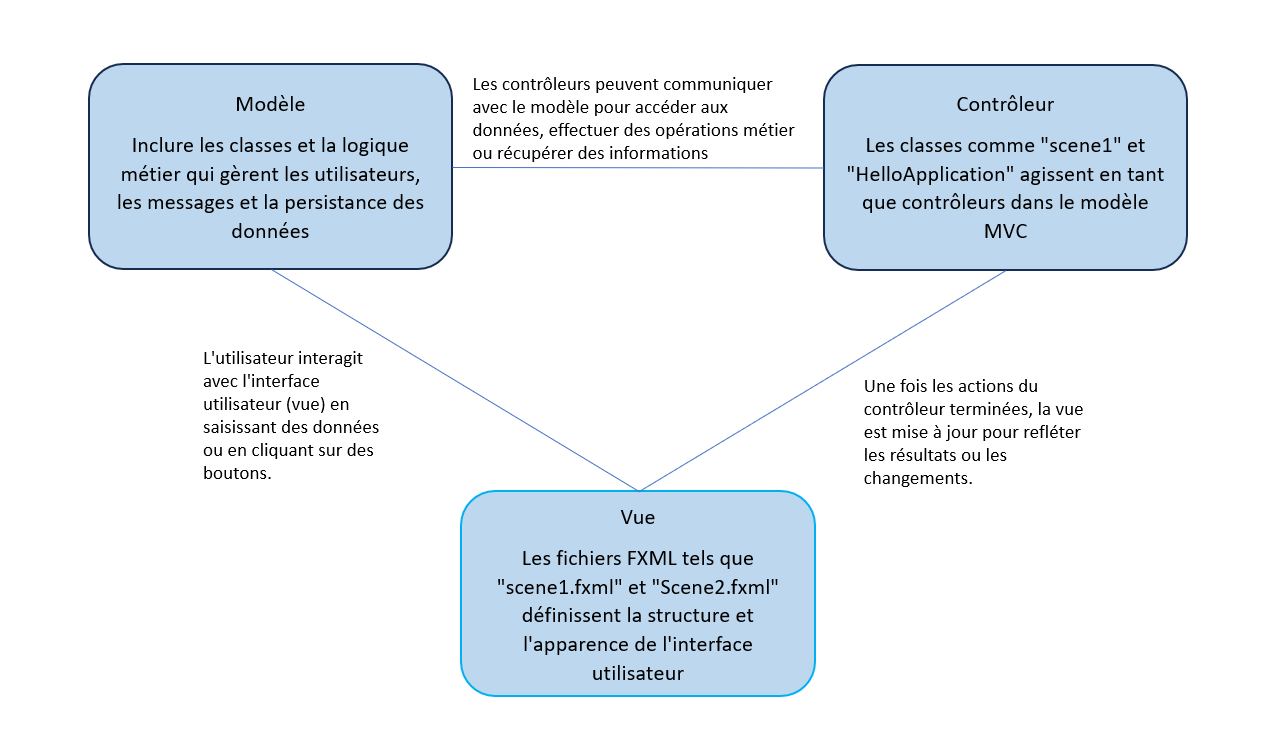 Modèle
Inclure les classes et la logique
métier qui gèrent les utilisateurs,
les messages et la persistance des
données
Les contrôleurs peuvent communiquer
avec le modèle pour accéder aux
données, effectuer des opérations métier
ou récupérer des informations
Contrôleur
Les classes comme "scene1" et
"HelloApplication" agissent en tant
que contrôleurs dans le modèle
MVC
L'utilisateur interagit
avec l'interface
utilisateur (vue) en
saisissant des données
ou en cliquant sur des
boutons.
Une fois les actions du
contrôleur terminées, la vue
est mise à jour pour refléter
les résultats ou les
changements.
Vue
Les fichiers FXML tels que
"scene1.fxml" et "Scene2.fxml"
définissent la structure et
l'apparence de l'interface
utilisateur